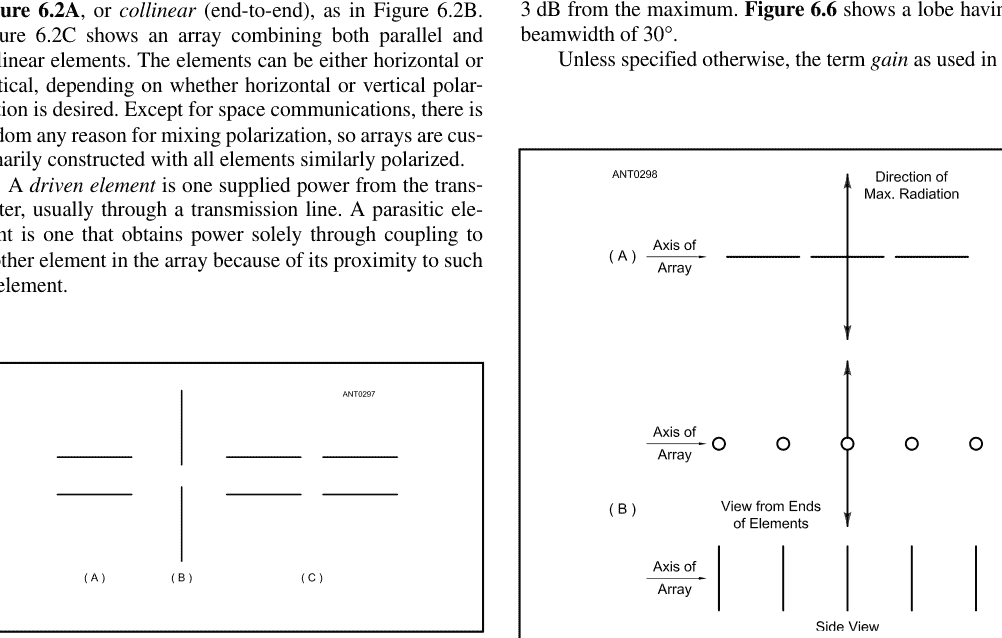 ure 6.2A, or collinear (end-to-end), as in Figure 6.2B.
ure 6.2C shows an array combining both parallel and
linear elements. The elements can be either horizontal or
tical, depending on whether horizontal or vertical polar-
tion is desired. Except for space communications, there is
dom any reason for mixing polarization, so arrays are cus-
narily constructed with all elements similarly polarized.
A driven element is one supplied power from the trans-
ter, usually through a transmission line. A parasitic ele-
nt is one that obtains power solely through coupling to
other element in the array because of its proximity to such
element.
ANT0297
( A )
( B )
( C )
3 dB from the maximum. Figure 6.6 shows a lobe havin
beamwidth of 30°.
Unless specified otherwise, the term gain as used in
ANT0298
Direction of
Max. Radiation
( A )
Axis of
Array
Axis of
Array
( B )
View from Ends
of Elements
Axis of
Array
Side View